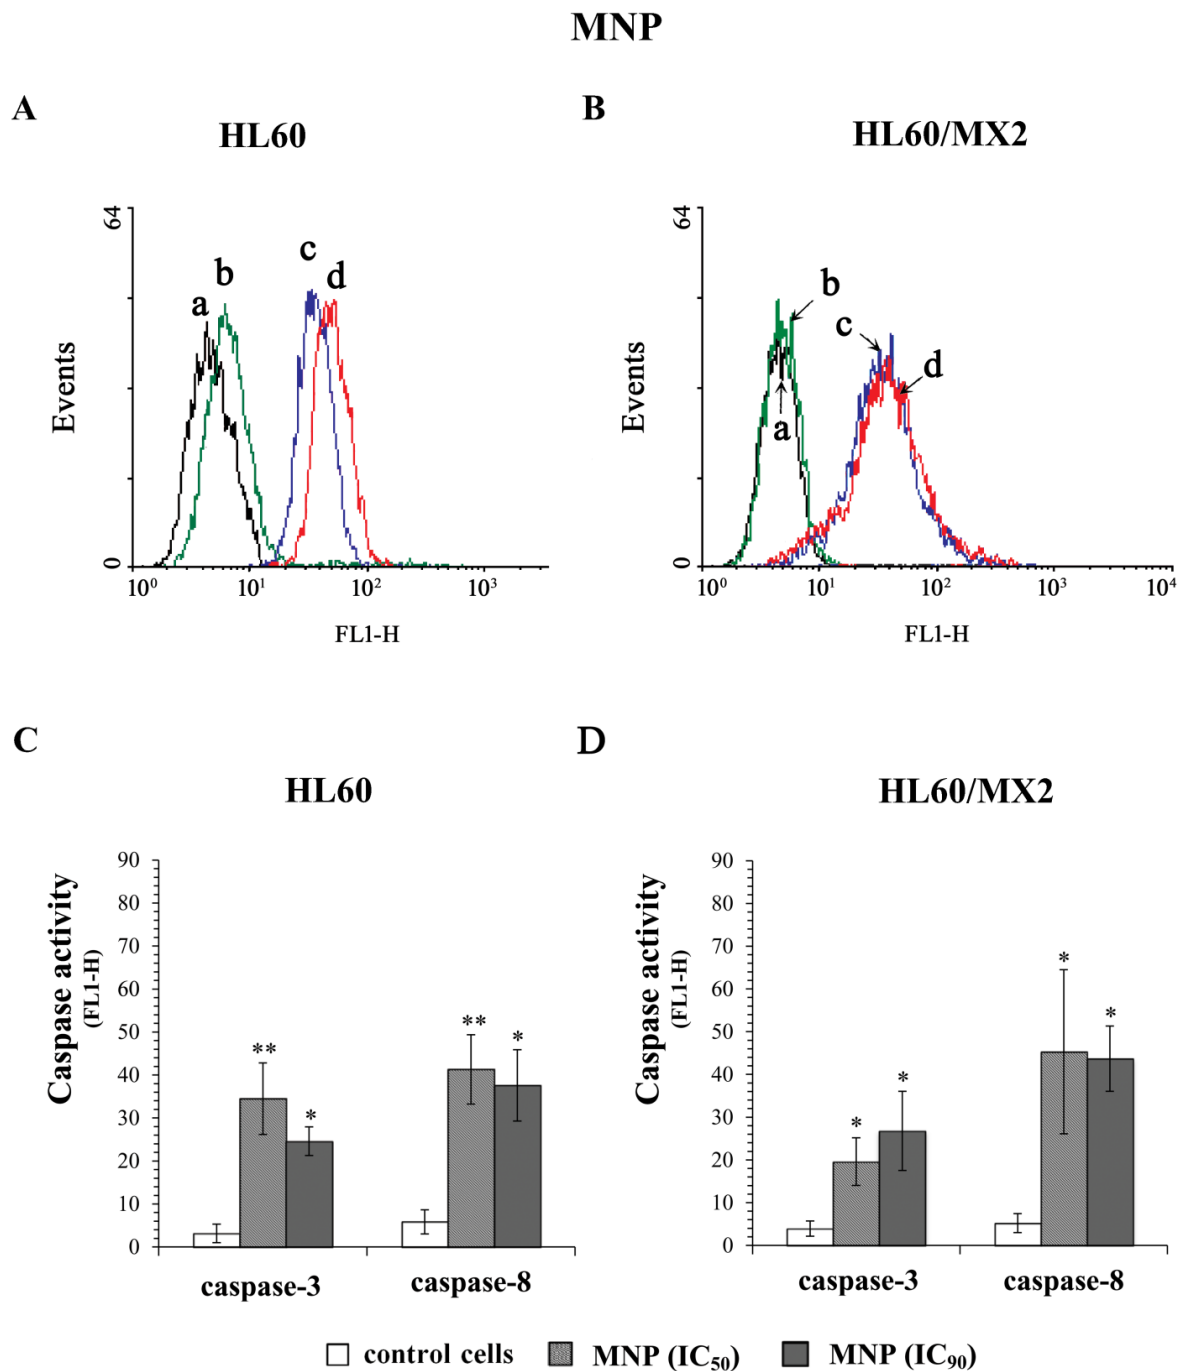 MNP
A
HL60
B
HL60/MX2
64
Events
0
a
b
c
d
10⁰
10¹
10²
10³
FL1-H
64
Events
0
a
b
c
d
10⁰
10¹
10²
10³
10⁴
FL1-H
C
HL60
Caspase activity
(FL1-H)
90
80
70
60
50
40
30
20
10
0
**
*
**
*
caspase-3
caspase-8
D
HL60/MX2
Caspase activity
(FL1-H)
90
80
70
60
50
40
30
20
10
0
*
*
*
*
caspase-3
caspase-8
control cells
MNP (IC₅₀)
MNP (IC₉₀)